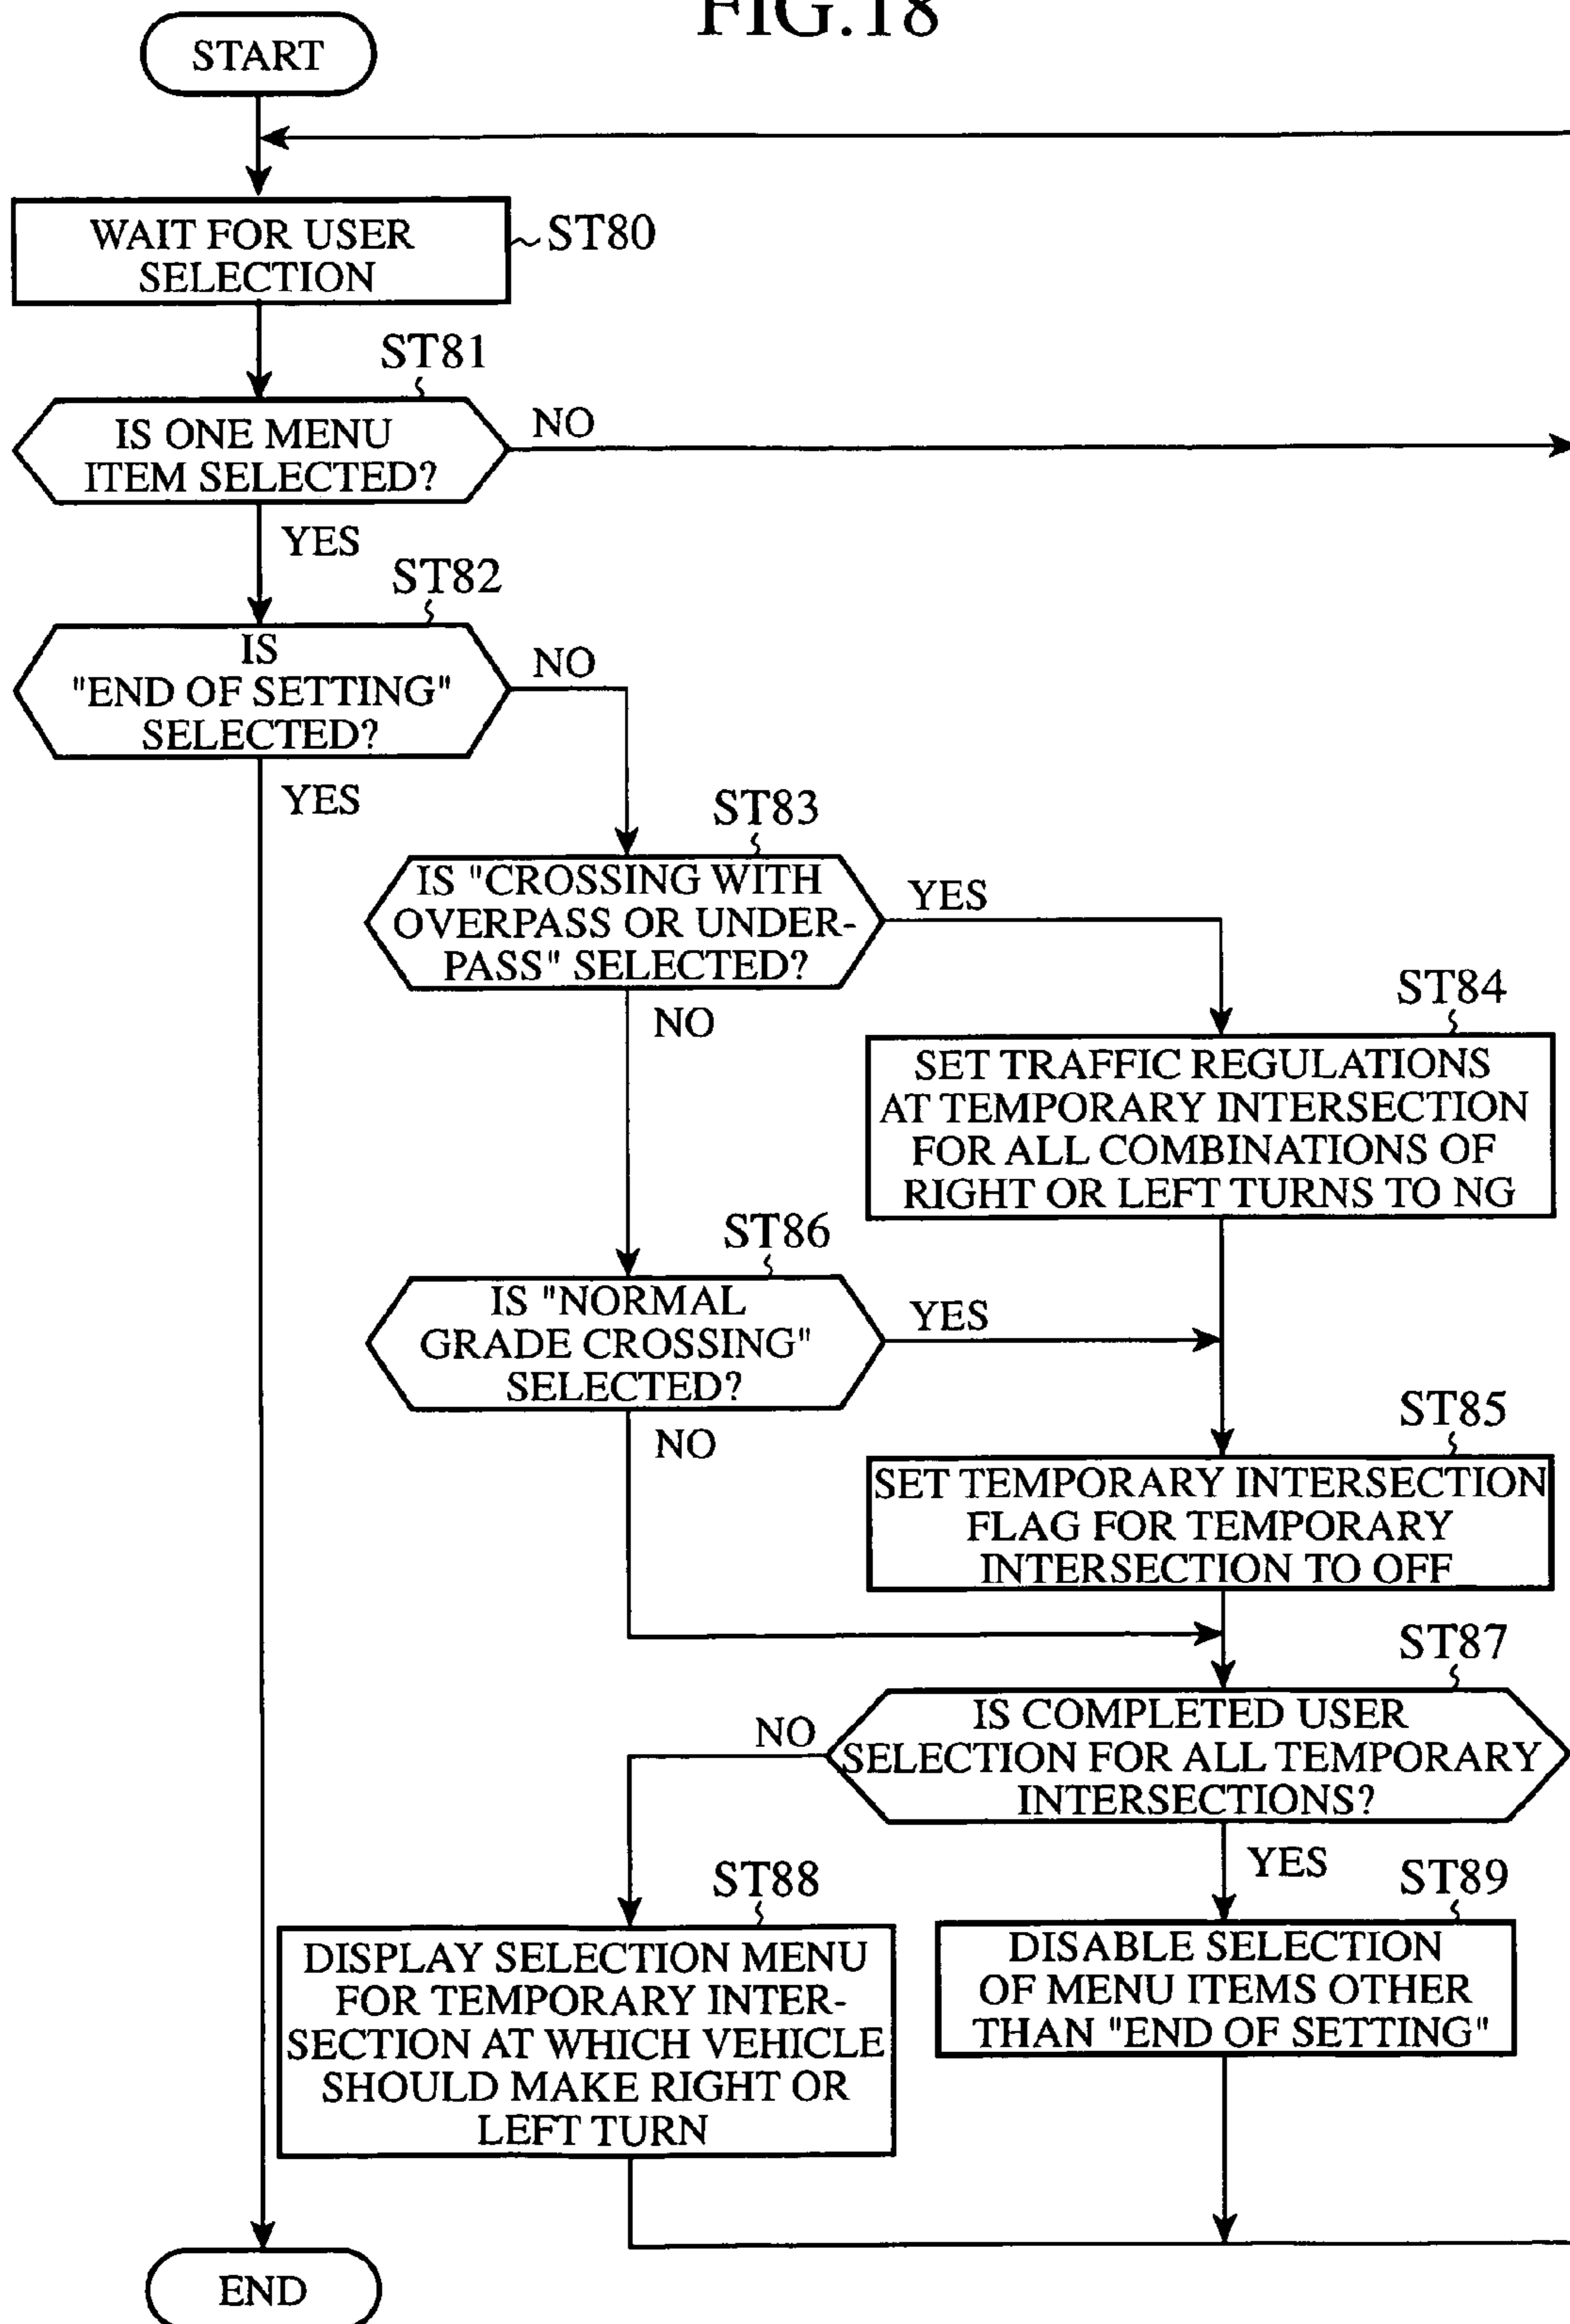 FIG.18
START
WAIT FOR USER
SELECTION
ST80
ST81
IS ONE MENU
ITEM SELECTED?
NO
YES
ST82
IS
"END OF SETTING"
SELECTED?
NO
YES
ST83
IS "CROSSING WITH
OVERPASS OR UNDER-
PASS" SELECTED?
YES
NO
ST84
SET TRAFFIC REGULATIONS
AT TEMPORARY INTERSECTION
FOR ALL COMBINATIONS OF
RIGHT OR LEFT TURNS TO NG
ST86
IS "NORMAL
GRADE CROSSING"
SELECTED?
YES
NO
ST85
SET TEMPORARY INTERSECTION
FLAG FOR TEMPORARY
INTERSECTION TO OFF
ST87
IS COMPLETED USER
SELECTION FOR ALL TEMPORARY
INTERSECTIONS?
NO
YES
ST88
DISPLAY SELECTION MENU
FOR TEMPORARY INTER-
SECTION AT WHICH VEHICLE
SHOULD MAKE RIGHT OR
LEFT TURN
ST89
DISABLE SELECTION
OF MENU ITEMS OTHER
THAN "END OF SETTING"
END